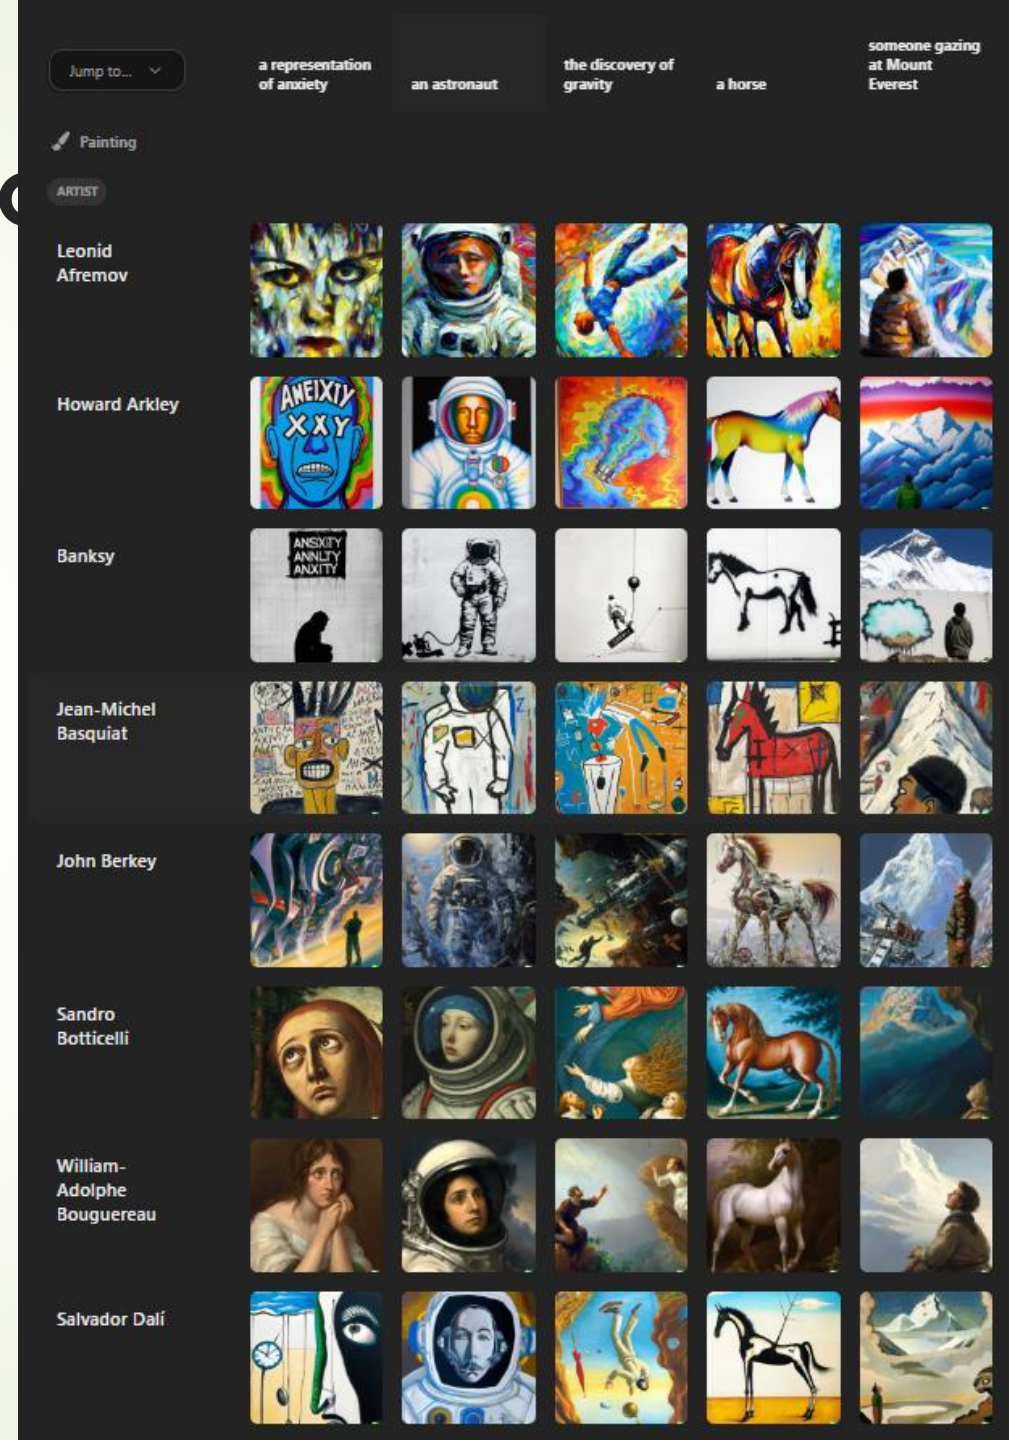 someone gazing
a representation
the discovery of
at Mount
Jump to...
of anxiety
an astronaut
gravity
a horse
Everest
Painting
ARTIST
Leonid
Afremov
Howard Arkley
ANEIXTY
XXY
Banksy
ANSXITY
ANNLTY
ANXITY
Jean-Michel
Basquiat
John Berkey
Sandro
Botticelli
William-
Adolphe
Bouguereau
Salvador Dalí